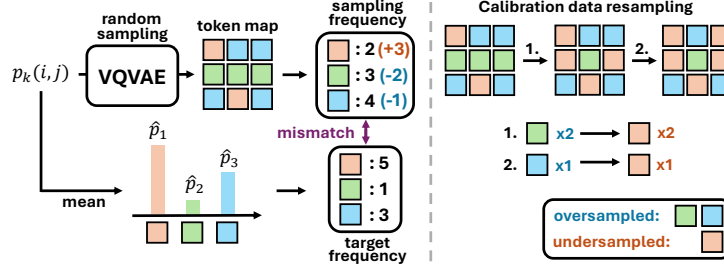 random
sampling
token map
sampling
frequency
p_k(i,j)
VQVAE
: 2 (+3)
: 3 (-2)
: 4 (-1)
mismatch
p̂_1
p̂_2
p̂_3
mean
: 5
: 1
: 3
target
frequency
Calibration data resampling
1.
2.
1. x2 x2
2. x1 x1
oversampled:
undersampled: